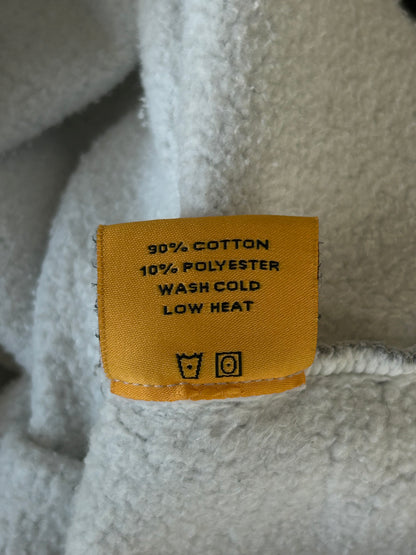 90% COTTON
10% POLYESTER
WASH COLD
LOW HEAT